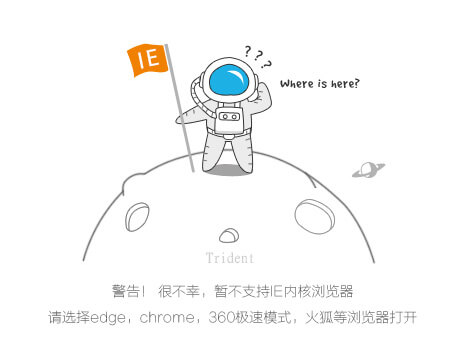 IE
???
Where is here?
Trident
警告！ 很不幸，暂不支持IE内核浏览器
请选择edge，chrome，360极速模式，火狐等浏览器打开